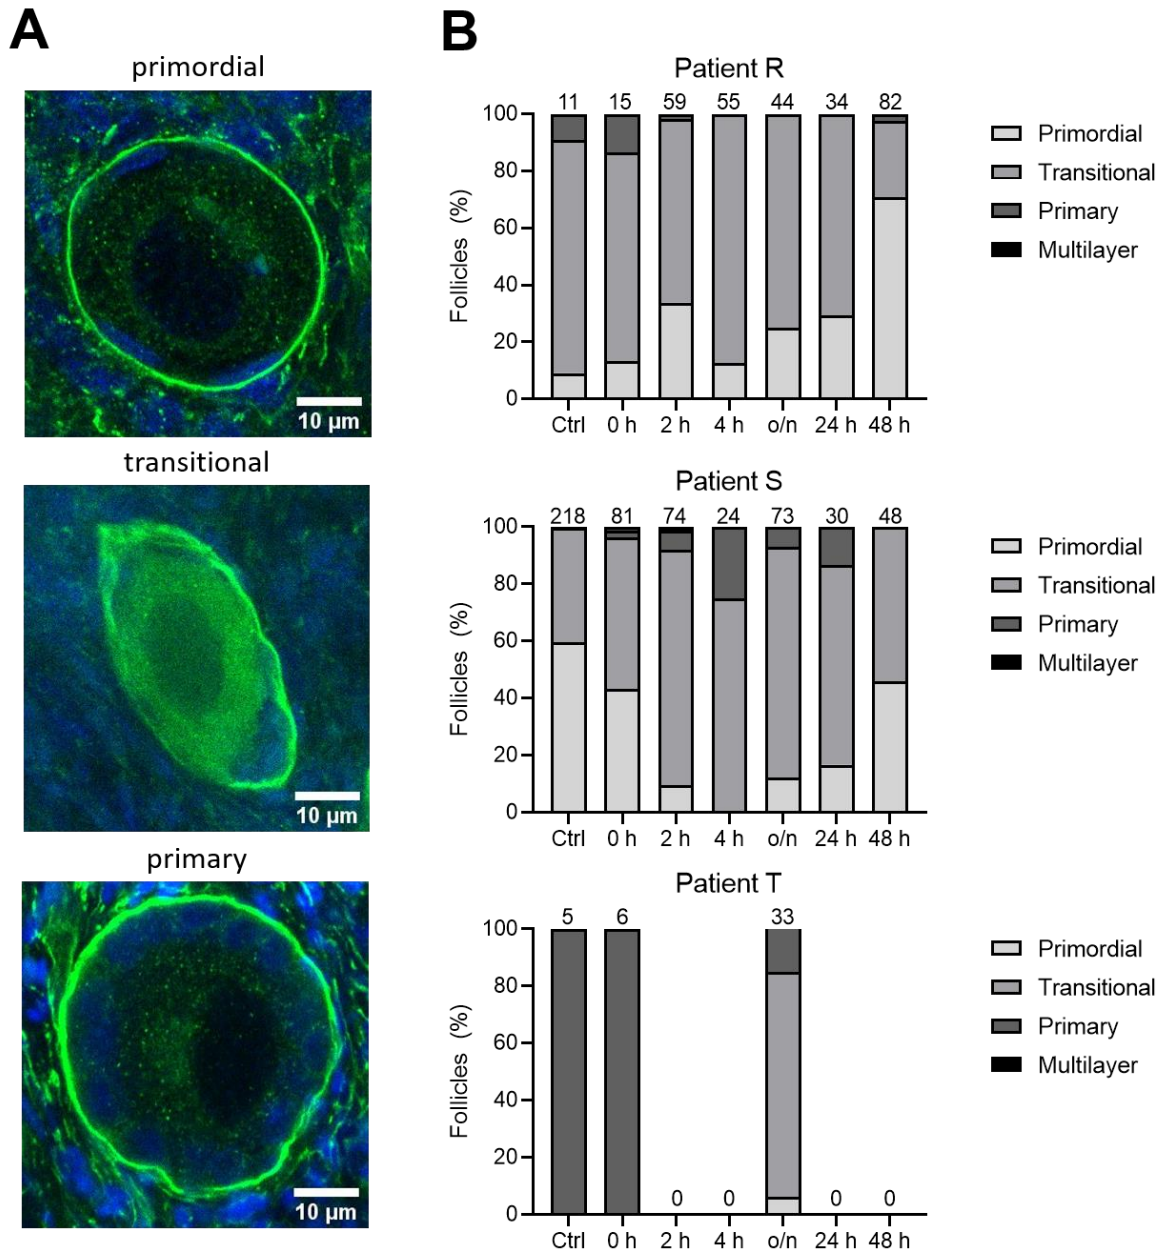 A
primordial
10 µm
transitional
10 µm
primary
10 µm
B
Patient R
11 15 59 55 44 34 82
Follicles (%)
100
80
60
40
20
0
Ctrl 0 h 2 h 4 h o/n 24 h 48 h
Primordial
Transitional
Primary
Multilayer
Patient S
218 81 74 24 73 30 48
Follicles (%)
100
80
60
40
20
0
Ctrl 0 h 2 h 4 h o/n 24 h 48 h
Primordial
Transitional
Primary
Multilayer
Patient T
5 6 0 0 33 0 0
Follicles (%)
100
80
60
40
20
0
Ctrl 0 h 2 h 4 h o/n 24 h 48 h
Primordial
Transitional
Primary
Multilayer